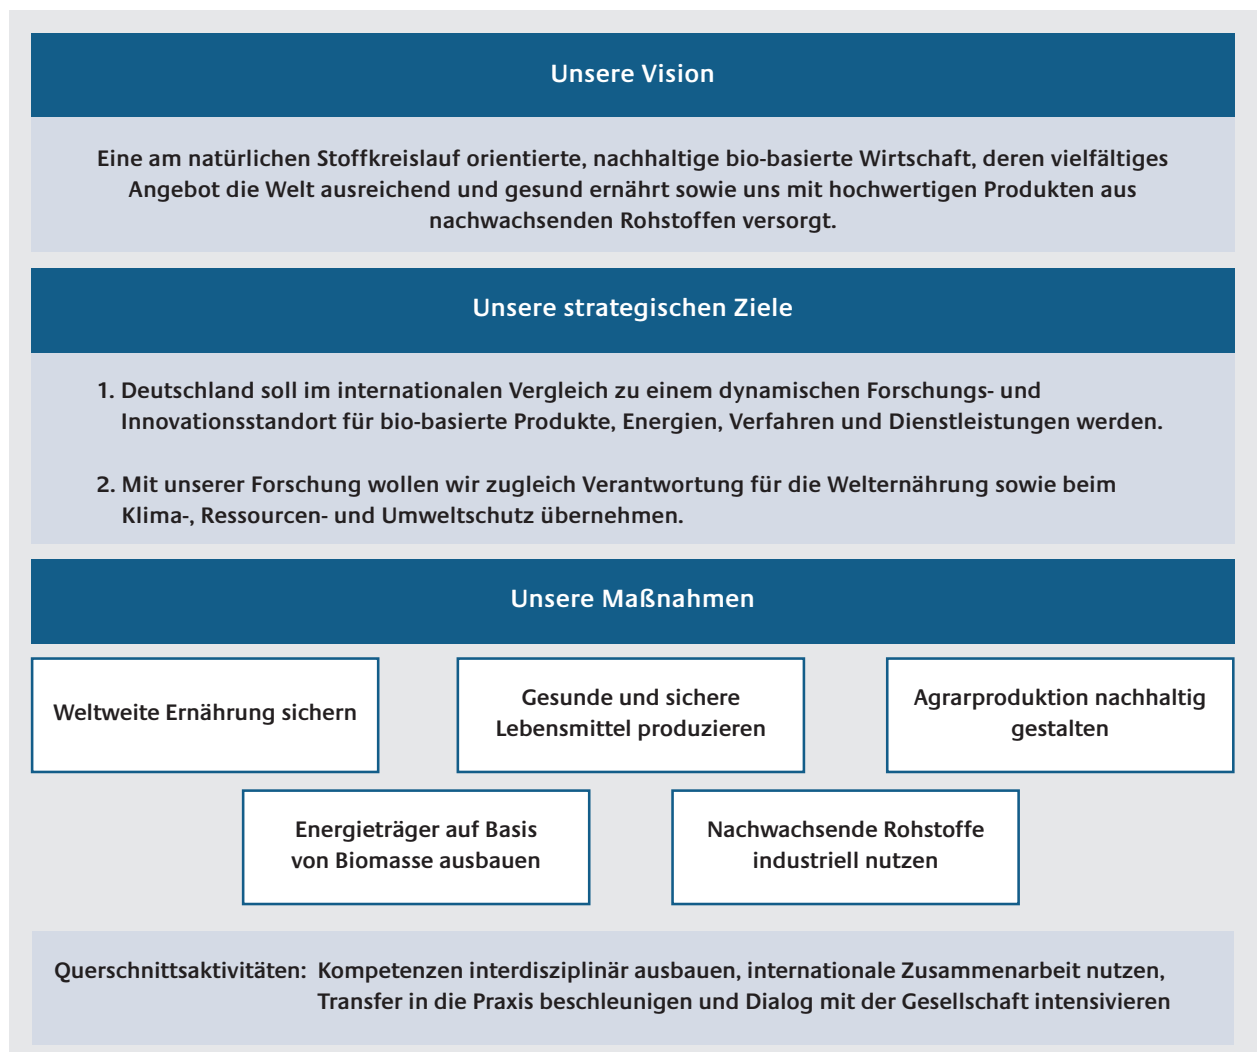 Unsere Vision
Eine am natürlichen Stoffkreislauf orientierte, nachhaltige bio-basierte Wirtschaft, deren vielfältiges
Angebot die Welt ausreichend und gesund ernährt sowie uns mit hochwertigen Produkten aus
nachwachsenden Rohstoffen versorgt.
Unsere strategischen Ziele
1. Deutschland soll im internationalen Vergleich zu einem dynamischen Forschungs- und
Innovationsstandort für bio-basierte Produkte, Energien, Verfahren und Dienstleistungen werden.
2. Mit unserer Forschung wollen wir zugleich Verantwortung für die Welternährung sowie beim
Klima-, Ressourcen- und Umweltschutz übernehmen.
Unsere Maßnahmen
Weltweite Ernährung sichern
Gesunde und sichere
Lebensmittel produzieren
Agrarproduktion nachhaltig
gestalten
Energieträger auf Basis
von Biomasse ausbauen
Nachwachsende Rohstoffe
industriell nutzen
Querschnittsaktivitäten: Kompetenzen interdisziplinär ausbauen, internationale Zusammenarbeit nutzen,
Transfer in die Praxis beschleunigen und Dialog mit der Gesellschaft intensivieren